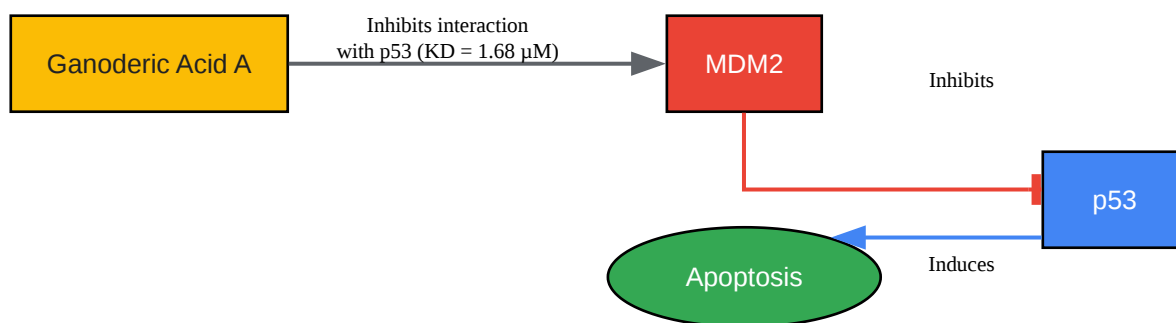 Inhibits interaction
with p53 (KD = 1.68 µM)
Ganoderic Acid A
MDM2
Inhibits
p53
Induces
Apoptosis